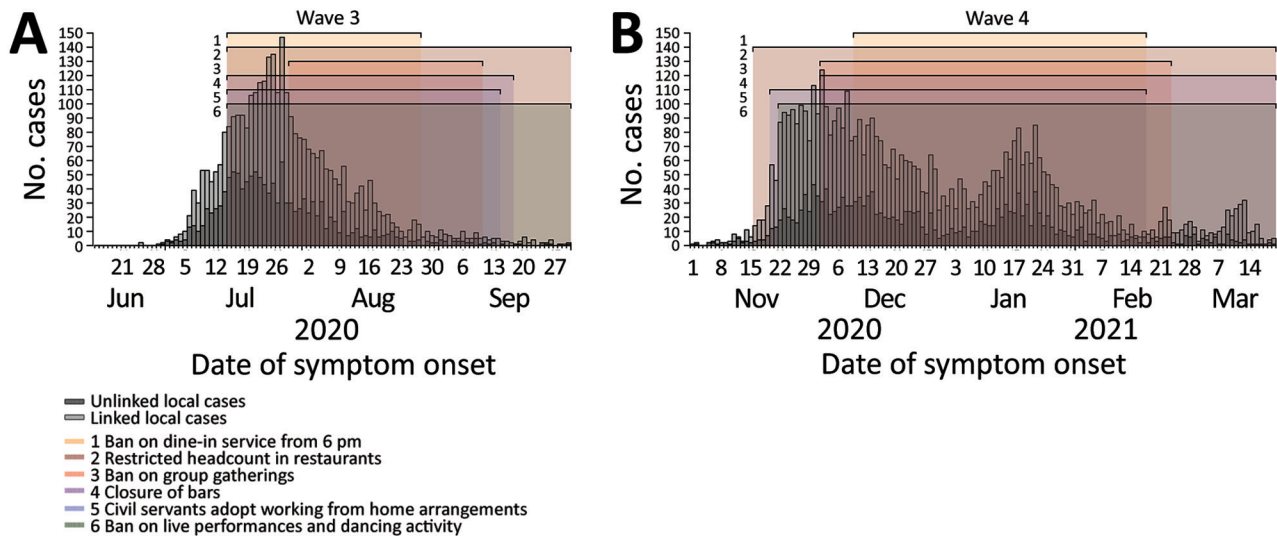 A
Wave 3
No. cases
150
140
130
120
110
100
90
80
70
60
50
40
30
20
10
0
1
2
3
4
5
6
21 28 5 12 19 26 2 9 16 23 30 6 13 20 27
Jun Jul Aug Sep
2020
Date of symptom onset
B
Wave 4
No. cases
150
140
130
120
110
100
90
80
70
60
50
40
30
20
10
0
1
2
3
4
5
6
1 8 15 22 29 6 13 20 27 3 10 17 24 31 7 14 21 28 7 14
Nov Dec Jan Feb Mar
2020 2021
Date of symptom onset
Unlinked local cases
Linked local cases
1 Ban on dine-in service from 6 pm
2 Restricted headcount in restaurants
3 Ban on group gatherings
4 Closure of bars
5 Civil servants adopt working from home arrangements
6 Ban on live performances and dancing activity